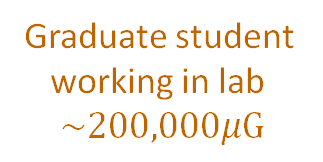 Graduate student
working in lab
~200,000μG